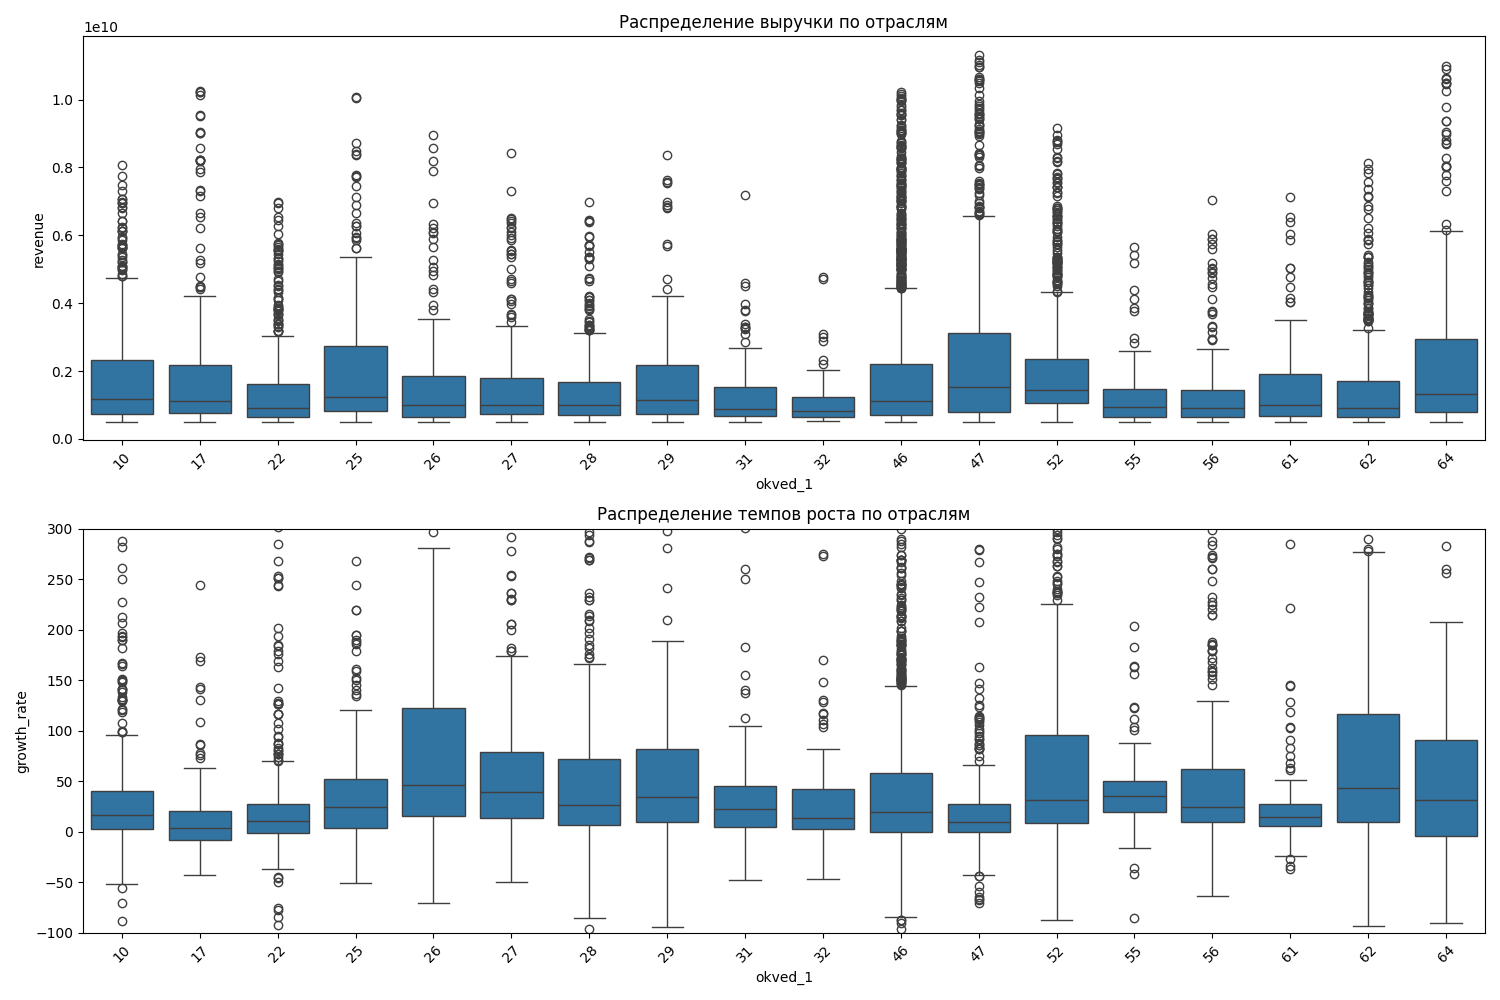 Распределение выручки по отраслям
1e10
1.0
0.8
0.6
0.4
0.2
0.0
revenue
10 17 22 25 26 27 28 29 31 32 46 47 52 55 56 61 62 64
okved_1
Распределение темпов роста по отраслям
300
250
200
150
100
50
0
−50
−100
growth_rate
10 17 22 25 26 27 28 29 31 32 46 47 52 55 56 61 62 64
okved_1